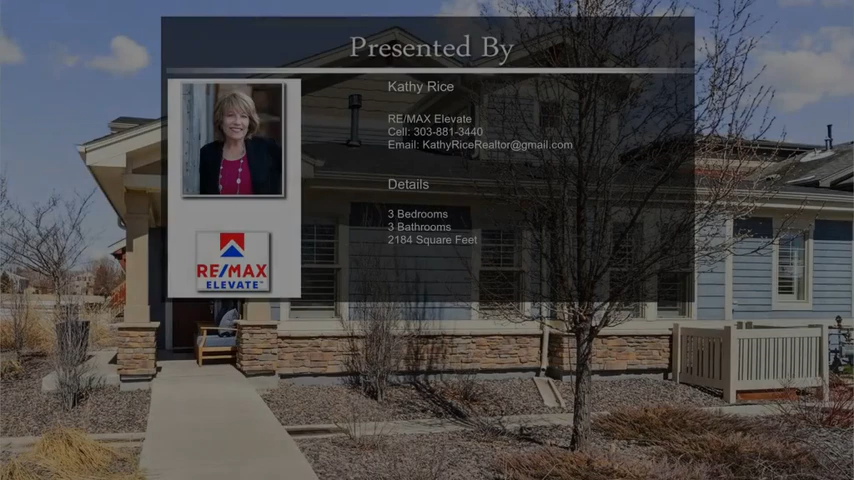 Presented By
Kathy Rice
RE/MAX Elevate
Cell: 303-881-3440
Email: KathyRiceRealtor@gmail.com
Details
3 Bedrooms
3 Bathrooms
2184 Square Feet
RE/MAX
ELEVATE